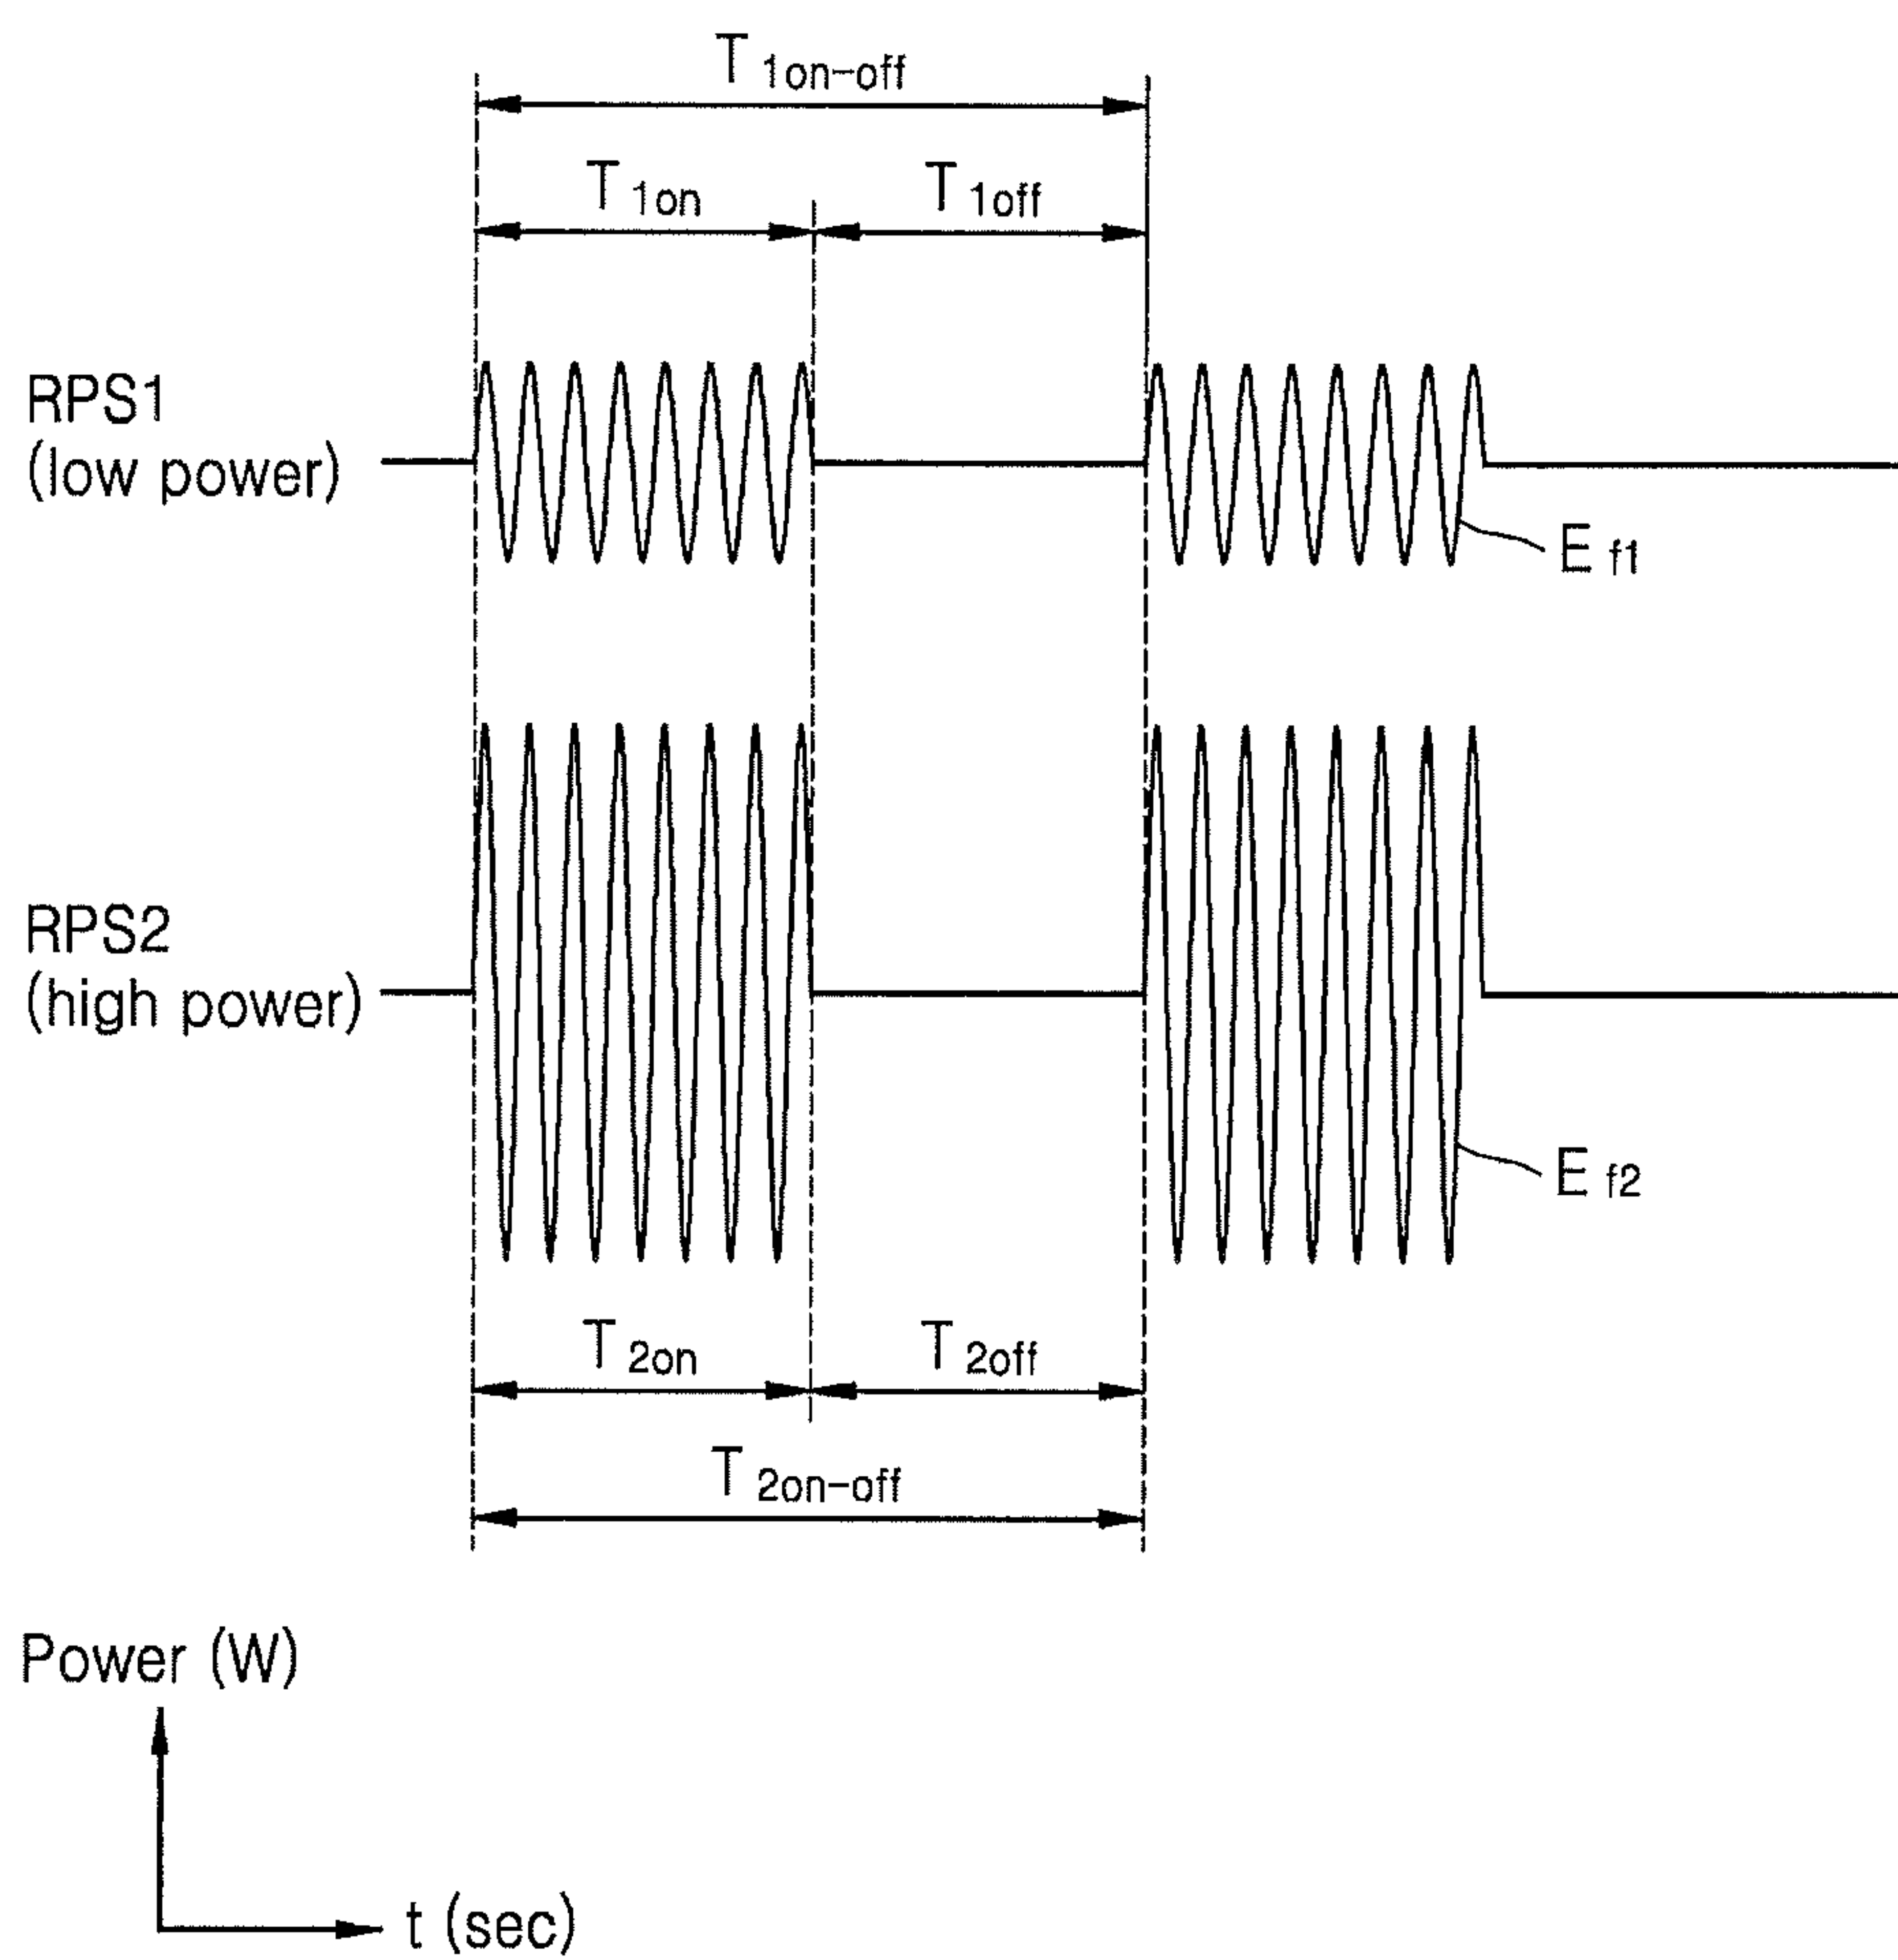 T 1on-off
T 1on
T 1off
RPS1
(low power)
E f1
RPS2
(high power)
E f2
T 2on
T 2off
T 2on-off
Power (W)
t (sec)